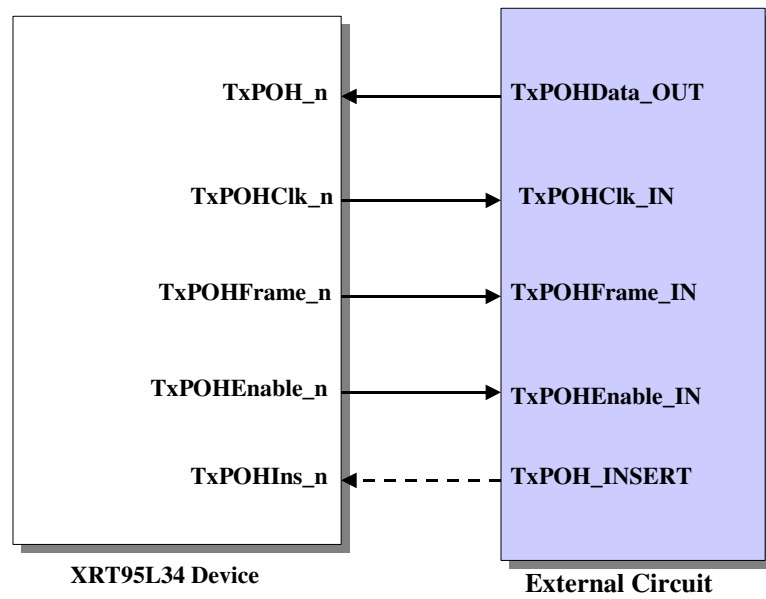 TxPOH_n TxPOHData_OUT
TxPOHClk_n TxPOHClk_IN
TxPOHFrame_n TxPOHFrame_IN
TxPOHEnable_n TxPOHEnable_IN
TxPOHIns_n TxPOH_INSERT
XRT95L34 Device
External Circuit